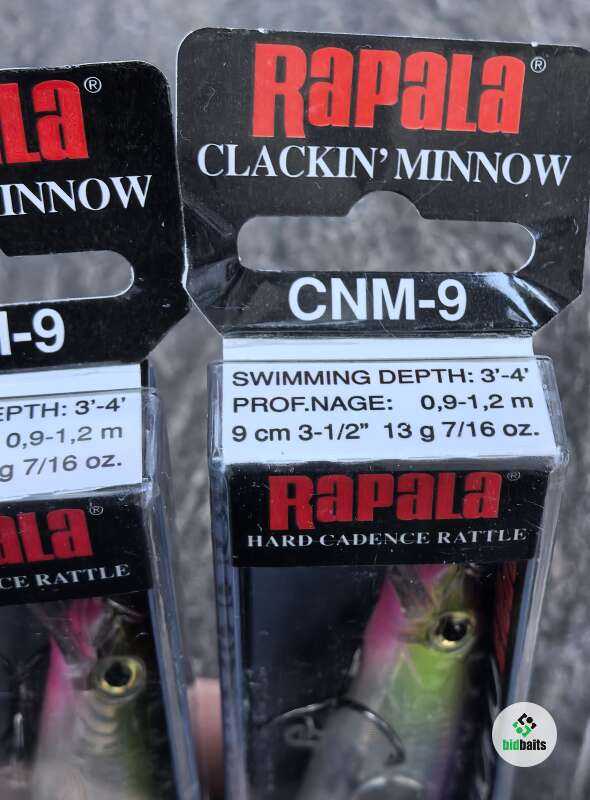 ALA®
INNOW
-9
EPTH: 3'-4'
0,9-1,2 m
g 7/16 oz.
ALA®
CE RATTLE
RAPALA®
CLACKIN' MINNOW
CNM-9
SWIMMING DEPTH: 3'-4'
PROF.NAGE: 0,9-1,2 m
9 cm 3-1/2" 13 g 7/16 oz.
RAPALA®
HARD CADENCE RATTLE
bidbaits